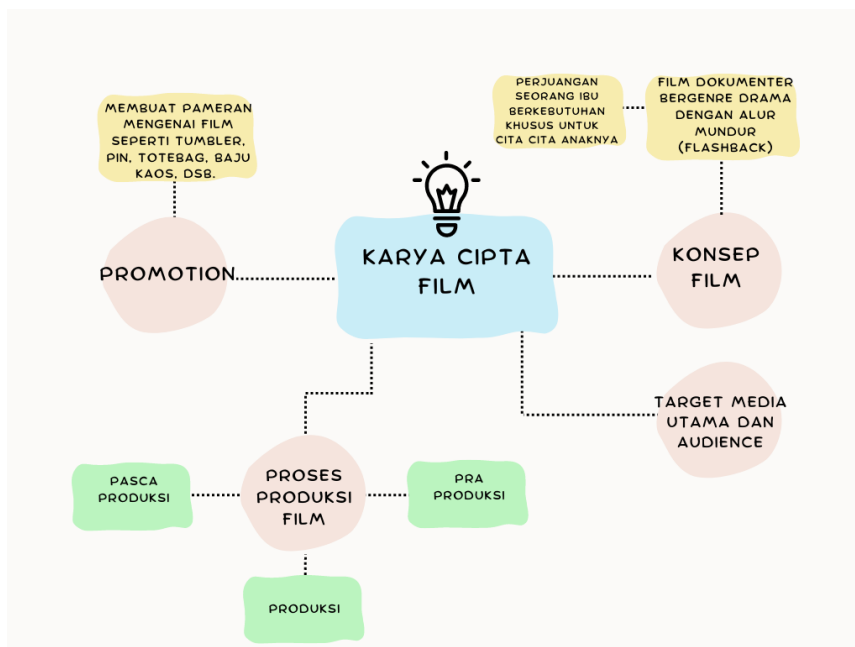 MEMBUAT PAMERAN
MENGENAI FILM
SEPERTI TUMBLER,
PIN, TOTEBAG, BAJU
KAOS, DSB.
PERJUANGAN
SEORANG IBU
BERKEBUTUHAN
KHUSUS UNTUK
CITA CITA ANAKNYA
FILM DOKUMENTER
BERGENRE DRAMA
DENGAN ALUR
MUNDUR
(FLASHBACK)
PROMOTION
KARYA CIPTA
FILM
KONSEP
FILM
TARGET MEDIA
UTAMA DAN
AUDIENCE
PASCA
PRODUKSI
PROSES
PRODUKSI
FILM
PRA
PRODUKSI
PRODUKSI